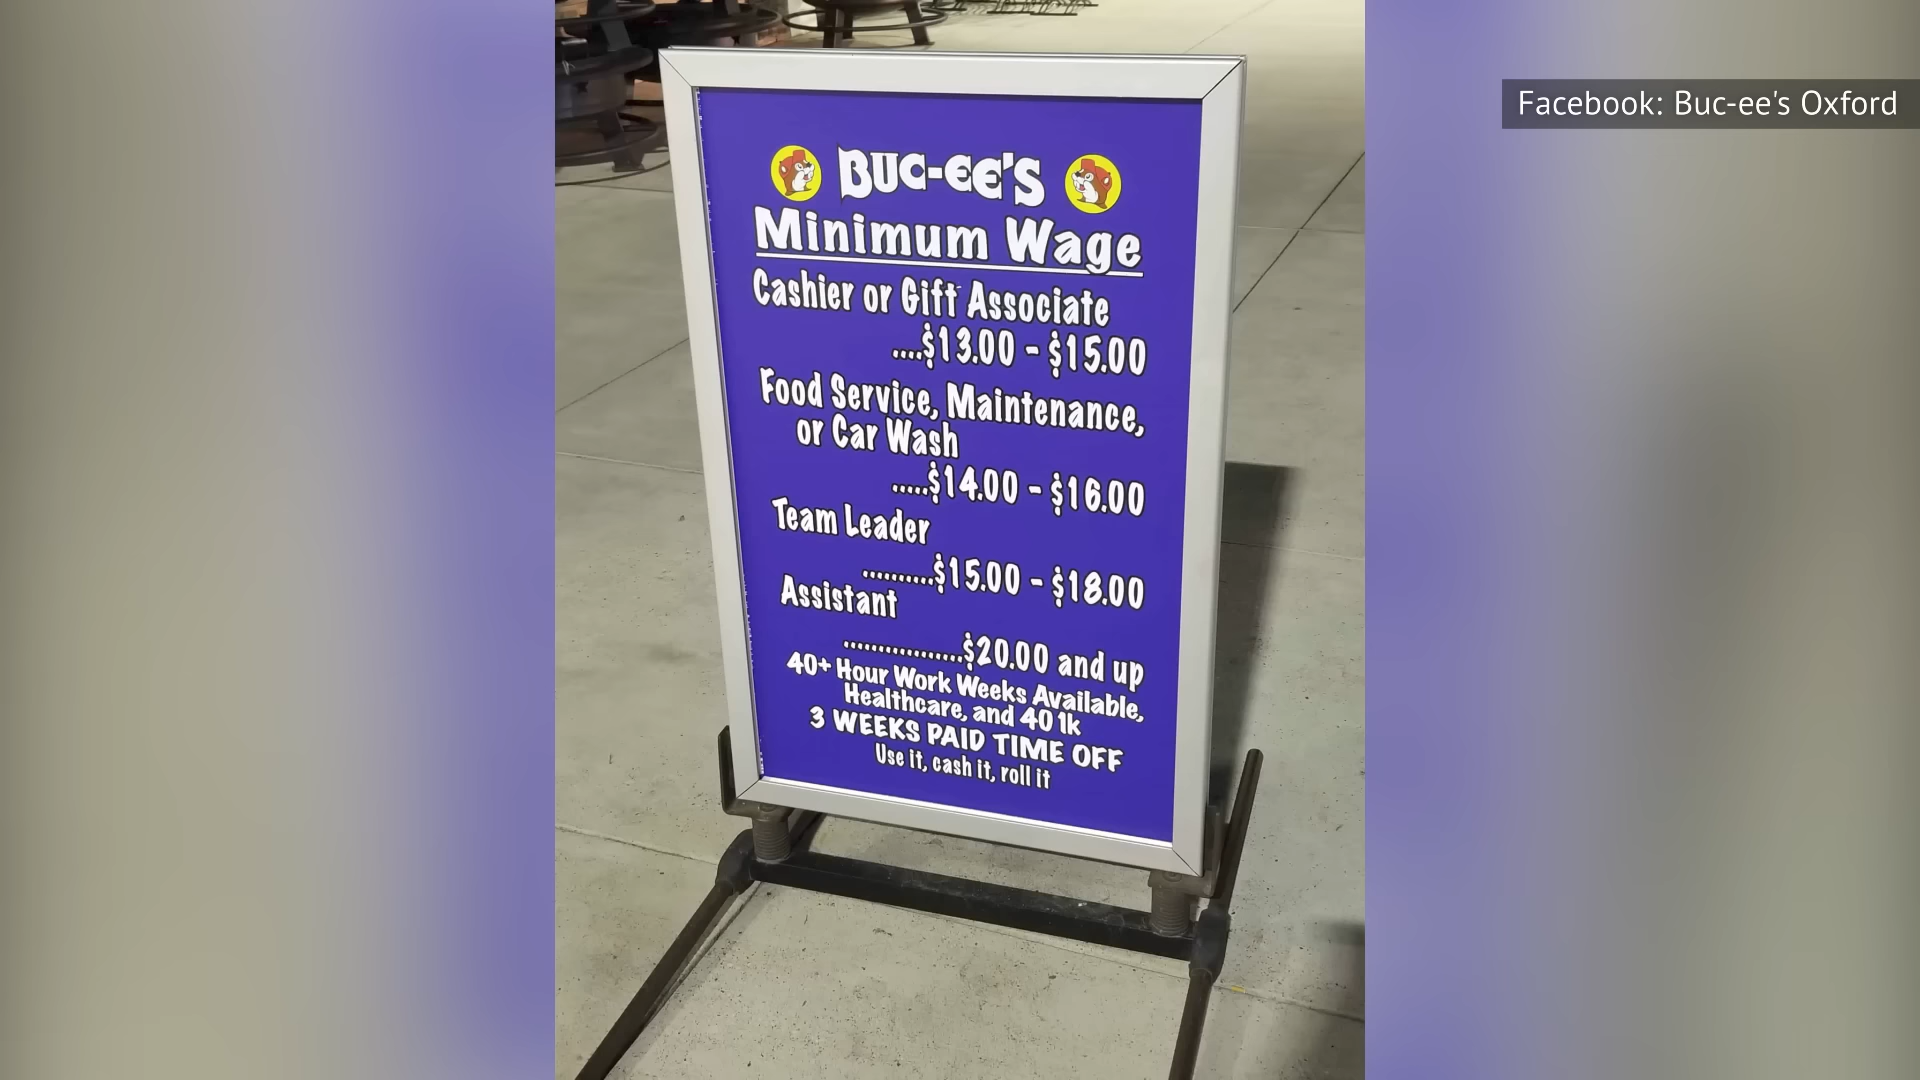 Facebook: Buc-ee's Oxford
BUC-EE'S
Minimum Wage
Cashier or Gift Associate
....$13.00 - $15.00
Food Service, Maintenance,
or Car Wash
.....$14.00 - $16.00
Team Leader
..........$15.00 - $18.00
Assistant
.................$20.00 and up
40+ Hour Work Weeks Available,
Healthcare, and 401k
3 WEEKS PAID TIME OFF
Use it, cash it, roll it